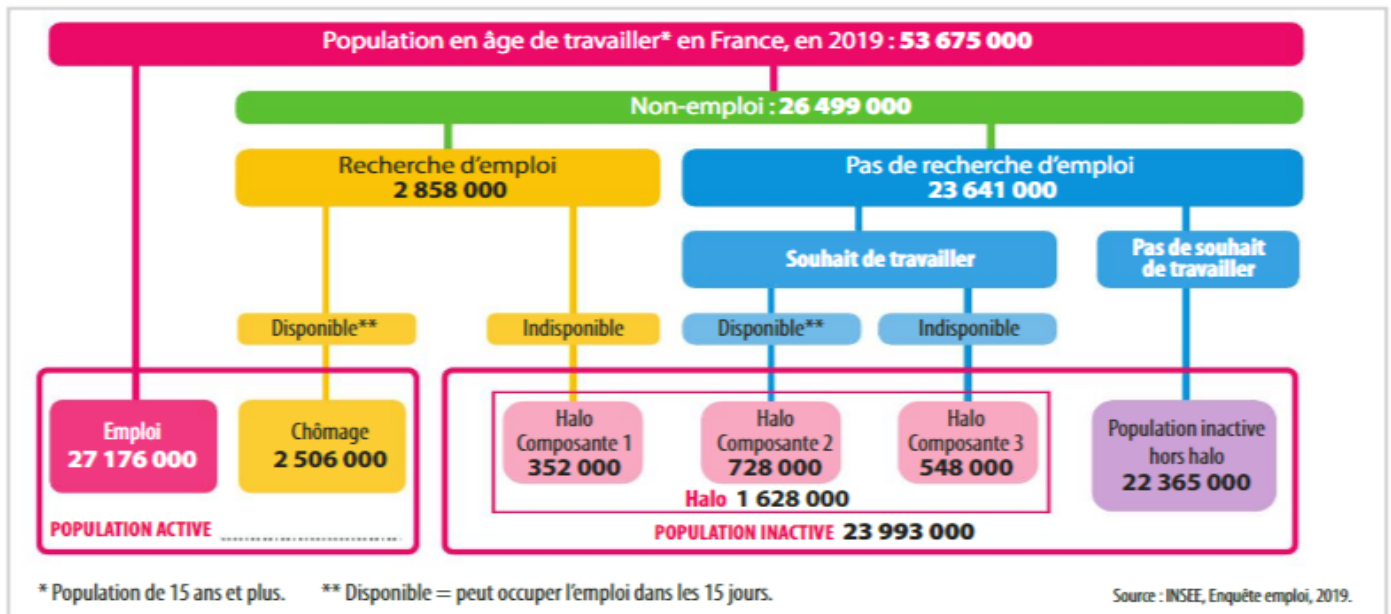 Population en âge de travailler* en France, en 2019 : 53 675 000
Non-emploi : 26 499 000
Recherche d'emploi
2 858 000
Pas de recherche d'emploi
23 641 000
Souhait de travailler
Pas de souhait
de travailler
Disponible**
Indisponible
Disponible**
Indisponible
Emploi
27 176 000
Chômage
2 506 000
Halo
Composante 1
352 000
Halo
Composante 2
728 000
Halo
Composante 3
548 000
Population inactive
hors halo
22 365 000
Halo 1 628 000
POPULATION ACTIVE ........................................
POPULATION INACTIVE 23 993 000
* Population de 15 ans et plus. ** Disponible = peut occuper l'emploi dans les 15 jours.
Source : INSEE, Enquête emploi, 2019.